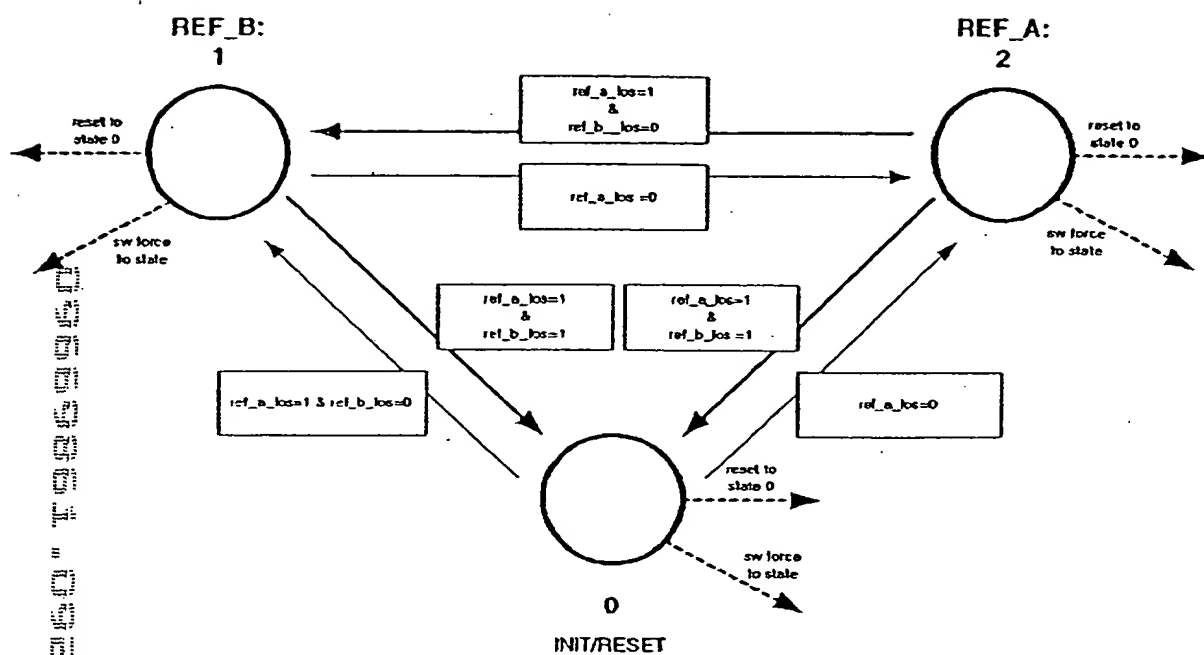 REF_B:
1
REF_A:
2
ref_a_los=1
&
ref_b__los=0
reset to
state 0
reset to
state 0
ref_a_los =0
sw force
to state
sw force
to state
ref_a_los=1
&
ref_b_los=1
ref_a_los=1
&
ref_b_los =1
ref_a_los=1 & ref_b_los=0
ref_a_los=0
reset to
state 0
sw force
to state
0
INIT/RESET